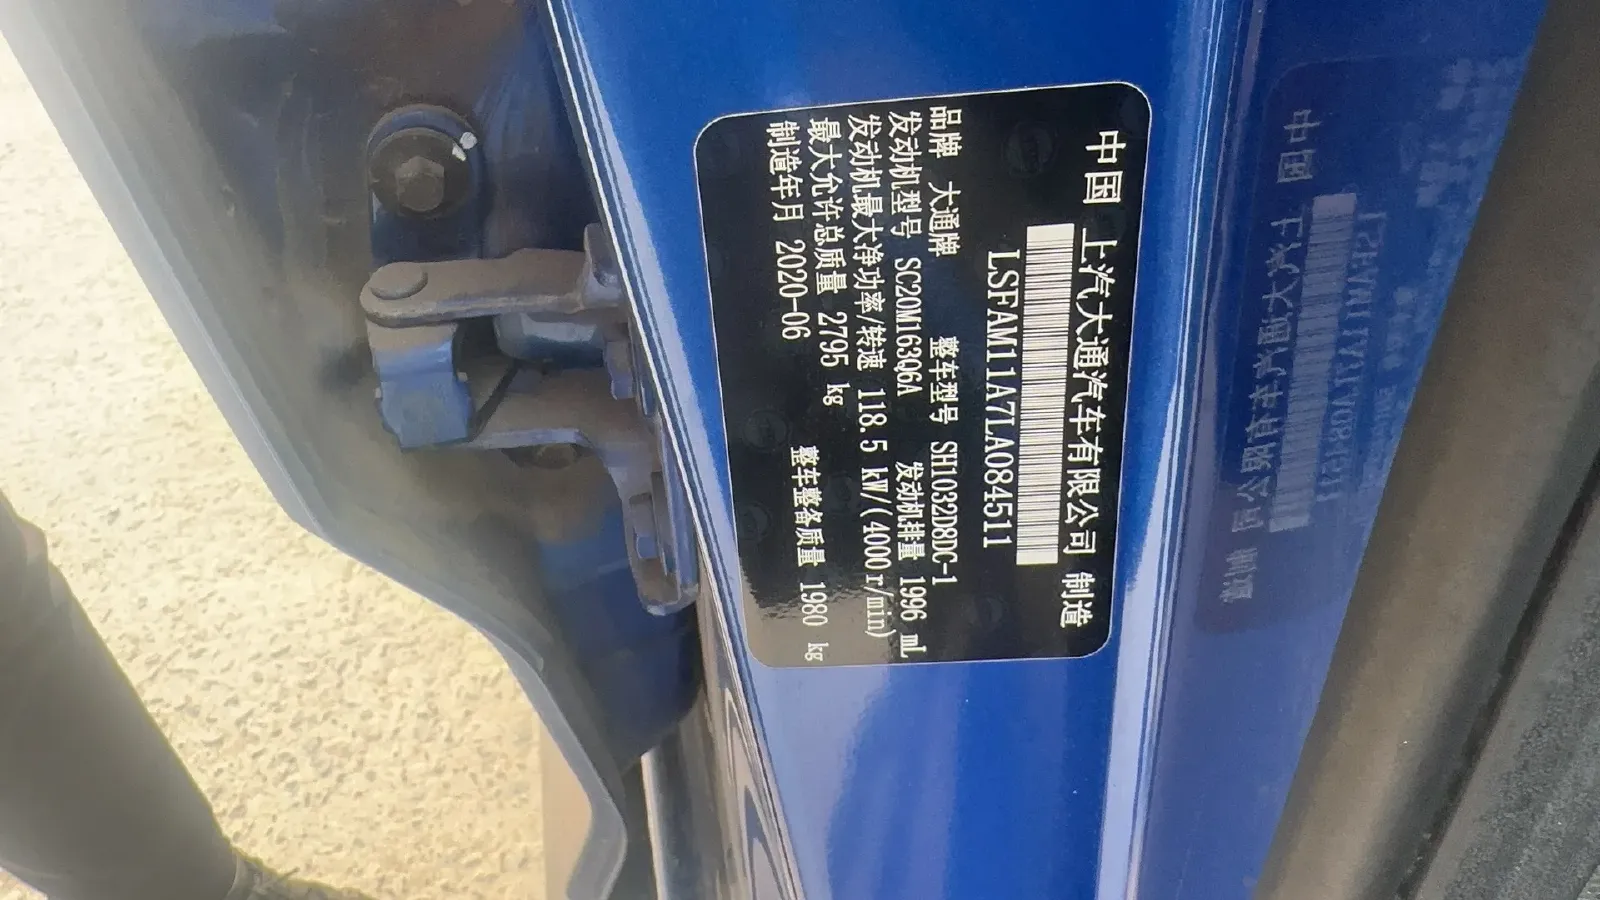 中国 上汽大通汽车有限公司 制造
LSFAM11A7LA084511
品牌 大通牌 整车型号 SH1032D8DC-1
发动机型号 SC20M163Q6A 发动机排量 1996 mL
发动机最大净功率/转速 118.5 kW/(4000r/min)
最大允许总质量 2795 kg 整车整备质量 1980 kg
制造年月 2020-06